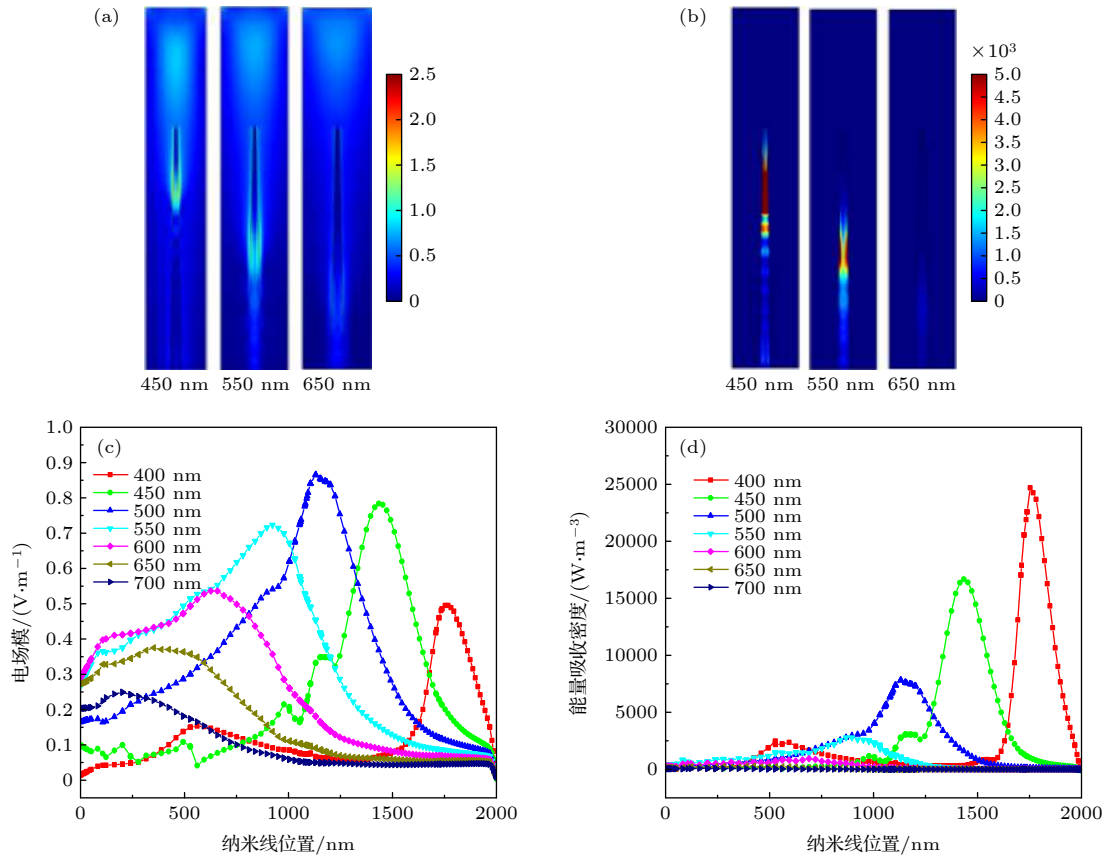 (a)
2.5
2.0
1.5
1.0
0.5
0
450 nm 550 nm 650 nm
(b)
×10³
5.0
4.5
4.0
3.5
3.0
2.5
2.0
1.5
1.0
0.5
0
450 nm 550 nm 650 nm
(c)
1.0
0.9
0.8
0.7
0.6
0.5
0.4
0.3
0.2
0.1
0
400 nm
450 nm
500 nm
550 nm
600 nm
650 nm
700 nm
电场模/(V·m⁻¹)
0 500 1000 1500 2000
纳米线位置/nm
(d)
30000
25000
20000
15000
10000
5000
0
400 nm
450 nm
500 nm
550 nm
600 nm
650 nm
700 nm
能量吸收密度/(W·m⁻³)
0 500 1000 1500 2000
纳米线位置/nm